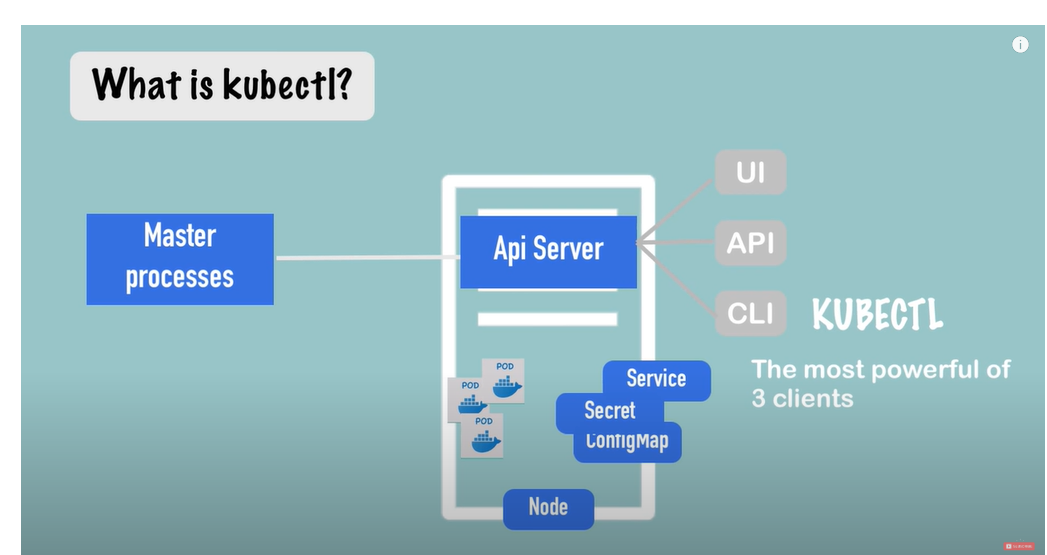 What is kubectl?
Master
processes
Api Server
UI
API
CLI
KUBECTL
The most powerful of
3 clients
POD
POD
POD
Service
Secret
ConfigMap
Node
i
SUBSCRIBE